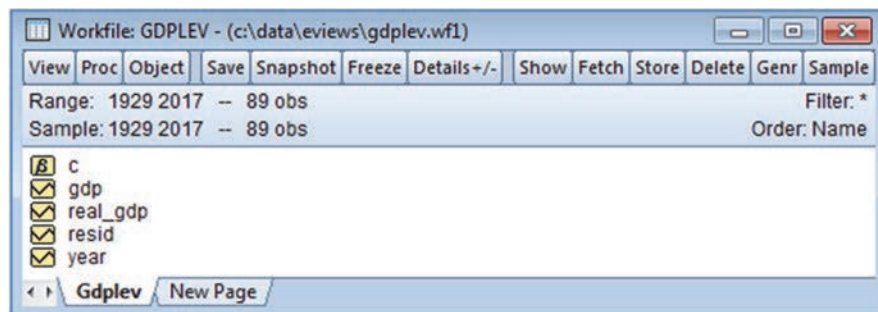 Workfile: GDPLEV - (c:\data\eviews\gdplev.wf1)
View Proc Object Save Snapshot Freeze Details+/- Show Fetch Store Delete Genr Sample
Range: 1929 2017 -- 89 obs Filter: *
Sample: 1929 2017 -- 89 obs Order: Name
β c
gdp
real_gdp
resid
year
Gdplev New Page